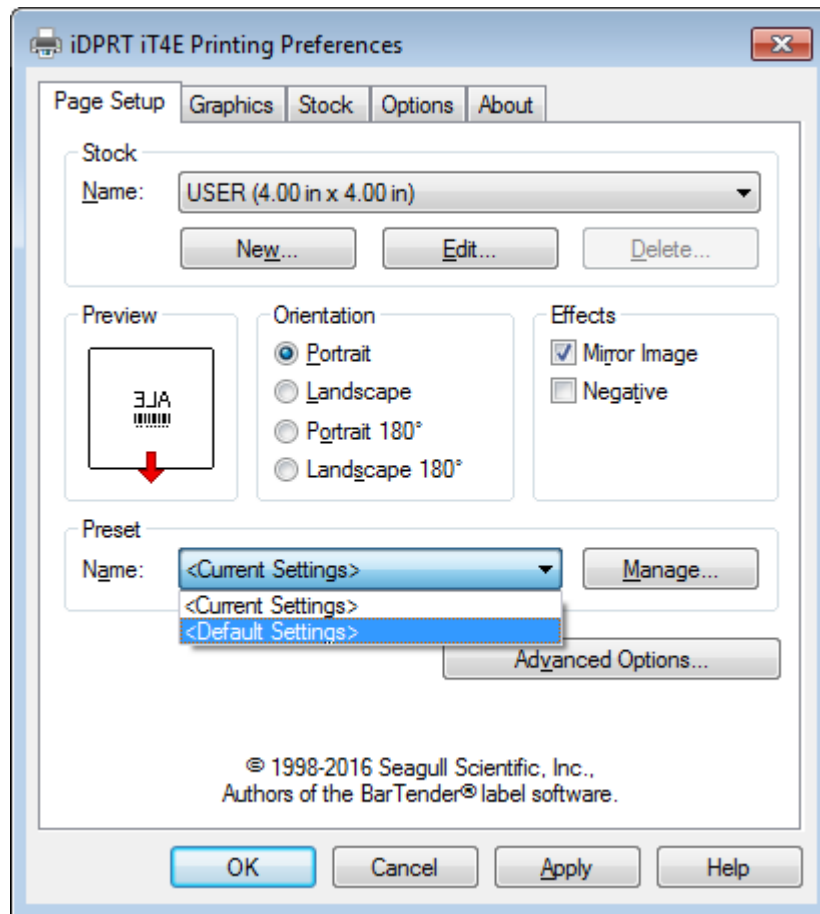 iDPRT iT4E Printing Preferences
Page Setup Graphics Stock Options About
Stock
Name: USER (4.00 in x 4.00 in)
New... Edit... Delete...
Preview Orientation Effects
ALE Portrait Mirror Image
Landscape Negative
Portrait 180°
Landscape 180°
Preset
Name: <Current Settings> Manage...
<Current Settings>
<Default Settings>
Advanced Options...
© 1998-2016 Seagull Scientific, Inc.,
Authors of the BarTender® label software.
OK Cancel Apply Help